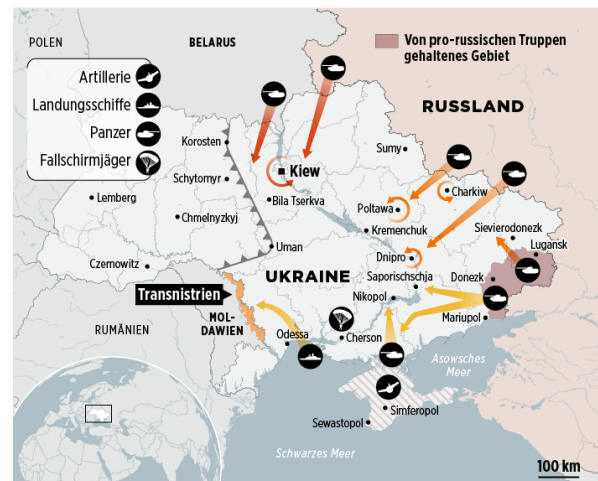 POLEN
BELARUS
Von pro-russischen Truppen
gehaltenes Gebiet
Artillerie
Landungsschiffe
Panzer
Fallschirmjäger
RUSSLAND
Korosten
Sumy
Kiew
Schytomyr
Charkiw
Lemberg
Bila Tserkva
Poltawa
Chmelnyzkyj
Kremenchuk
Sievierodonezk
Uman
Dnipro
Lugansk
Czernowitz
UKRAINE
Saporischschja
Donezk
Transnistrien
Nikopol
MOL-
DAWIEN
Mariupol
RUMÄNIEN
Odessa
Cherson
Asowsches
Meer
Simferopol
Sewastopol
Schwarzes Meer
100 km